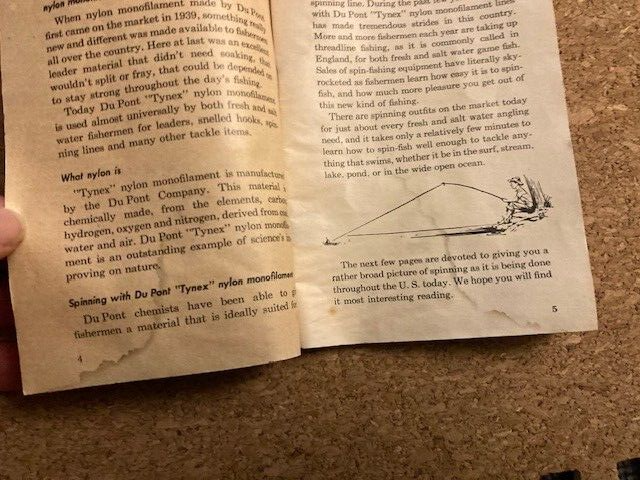 nylon
When nylon monofilament made by Du Pont
first came on the market in 1939, something really
new and different was made available to fishermen
all over the country. Here at last was an excellent
leader material that didn't need soaking, that
wouldn't split or fray, that could be depended on
to stay strong throughout the day's fishing.
Today Du Pont "Tynex" nylon monofilament
is used almost universally by both fresh and salt
water fishermen for leaders, snelled hooks, spin-
ning lines and many other tackle items.
What nylon is
"Tynex" nylon monofilament is manufactured
by the Du Pont Company. This material is
chemically made, from the elements, carbon,
hydrogen, oxygen and nitrogen, derived from coal,
water and air. Du Pont "Tynex" nylon monofila-
ment is an outstanding example of science's im-
proving on nature.
Spinning with Du Pont "Tynex" nylon monofilament
Du Pont chemists have been able to
fishermen a material that is ideally suited for
4
spinning line. During the past few
with Du Pont "Tynex" nylon monofilament lines
has made tremendous strides in this country.
More and more fishermen each year are taking up
threadline fishing, as it is commonly called in
England, for both fresh and salt water game fish.
Sales of spin-fishing equipment have literally sky-
rocketed as fishermen learn how easy it is to spin-
fish, and how much more pleasure you get out of
this new kind of fishing.
There are spinning outfits on the market today
for just about every fresh and salt water angling
need, and it takes only a relatively few minutes to
learn how to spin-fish well enough to tackle any-
thing that swims, whether it be in the surf, stream,
lake, pond, or in the wide open ocean.
The next few pages are devoted to giving you a
rather broad picture of spinning as it is being done
throughout the U. S. today. We hope you will find
it most interesting reading.
5